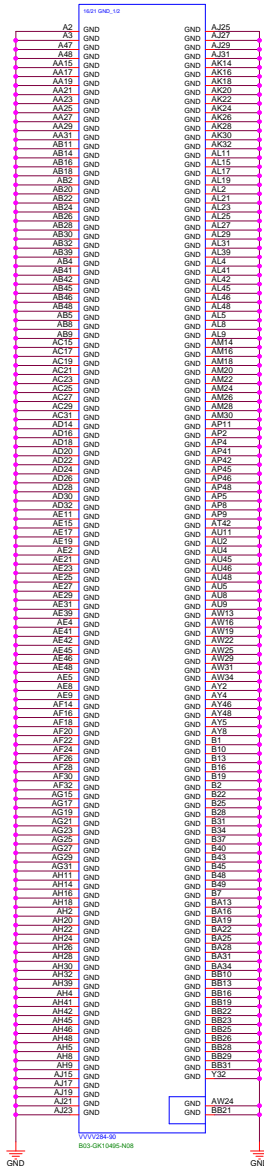 16/21 GND_1/2
A2 GND GND AJ25
A3 GND GND AJ27
A47 GND GND AJ29
A48 GND GND AJ31
AA15 GND GND AK14
AA17 GND GND AK16
AA19 GND GND AK18
AA21 GND GND AK20
AA23 GND GND AK22
AA25 GND GND AK24
AA27 GND GND AK26
AA29 GND GND AK28
AA31 GND GND AK30
AB11 GND GND AK32
AB14 GND GND AL11
AB16 GND GND AL15
AB18 GND GND AL17
AB2 GND GND AL19
AB20 GND GND AL2
AB22 GND GND AL21
AB24 GND GND AL23
AB26 GND GND AL25
AB28 GND GND AL27
AB30 GND GND AL29
AB32 GND GND AL31
AB39 GND GND AL39
AB4 GND GND AL4
AB41 GND GND AL41
AB42 GND GND AL42
AB45 GND GND AL45
AB46 GND GND AL46
AB48 GND GND AL48
AB5 GND GND AL5
AB8 GND GND AL8
AB9 GND GND AL9
AC15 GND GND AM14
AC17 GND GND AM16
AC19 GND GND AM18
AC21 GND GND AM20
AC23 GND GND AM22
AC25 GND GND AM24
AC27 GND GND AM26
AC29 GND GND AM28
AC31 GND GND AM30
AD14 GND GND AP11
AD16 GND GND AP2
AD18 GND GND AP4
AD20 GND GND AP41
AD22 GND GND AP42
AD24 GND GND AP45
AD26 GND GND AP46
AD28 GND GND AP48
AD30 GND GND AP5
AD32 GND GND AP8
AE11 GND GND AP9
AE15 GND GND AT42
AE17 GND GND AU11
AE19 GND GND AU2
AE2 GND GND AU4
AE21 GND GND AU45
AE23 GND GND AU46
AE25 GND GND AU48
AE27 GND GND AU5
AE29 GND GND AU8
AE31 GND GND AU9
AE39 GND GND AW13
AE4 GND GND AW16
AE41 GND GND AW19
AE42 GND GND AW22
AE45 GND GND AW25
AE46 GND GND AW29
AE48 GND GND AW31
AE5 GND GND AW34
AE8 GND GND AY2
AE9 GND GND AY4
AF14 GND GND AY46
AF16 GND GND AY48
AF18 GND GND AY5
AF20 GND GND AY8
AF22 GND GND B1
AF24 GND GND B10
AF26 GND GND B13
AF28 GND GND B16
AF30 GND GND B19
AF32 GND GND B2
AG15 GND GND B22
AG17 GND GND B25
AG19 GND GND B28
AG21 GND GND B31
AG23 GND GND B34
AG25 GND GND B37
AG27 GND GND B40
AG29 GND GND B43
AG31 GND GND B45
AH11 GND GND B48
AH14 GND GND B49
AH16 GND GND B7
AH18 GND GND BA13
AH2 GND GND BA16
AH20 GND GND BA19
AH22 GND GND BA22
AH24 GND GND BA25
AH26 GND GND BA28
AH28 GND GND BA31
AH30 GND GND BA34
AH32 GND GND BB10
AH39 GND GND BB13
AH4 GND GND BB16
AH41 GND GND BB19
AH42 GND GND BB22
AH45 GND GND BB23
AH46 GND GND BB25
AH48 GND GND BB26
AH5 GND GND BB28
AH8 GND GND BB29
AH9 GND GND BB31
AJ15 GND GND Y32
AJ17 GND
AJ19 GND
AJ21 GND GND AW24
AJ23 GND GND BB21
VVVV284-90
B03-GK10495-N08
GND GND